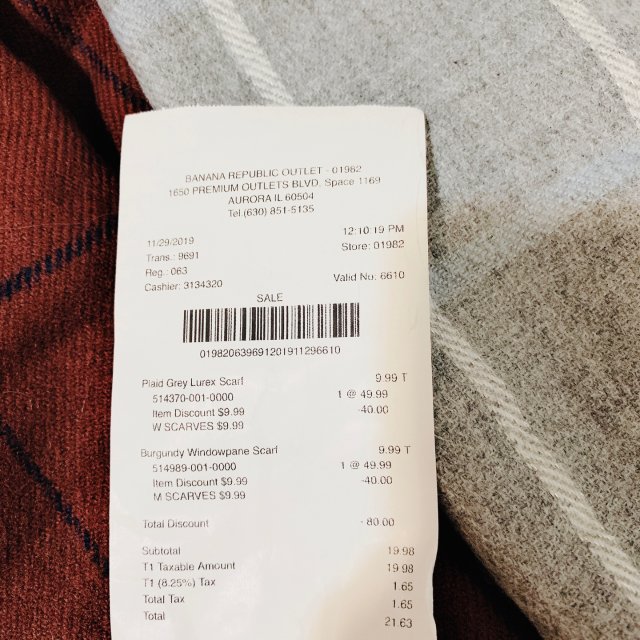 BANANA REPUBLIC OUTLET - 01982
1650 PREMIUM OUTLETS BLVD. Space 1169
AURORA IL 60504
Tel.(630) 851-5135
11/29/2019 12:10:19 PM
Trans.: 9691 Store: 01982
Reg.: 063
Cashier: 3134320 Valid No: 6610
SALE
019820639691201911296610
Plaid Grey Lurex Scarf 9.99 T
514370-001-0000 1 @ 49.99
Item Discount $9.99 -40.00
W SCARVES $9.99
Burgundy Windowpane Scarf 9.99 T
514989-001-0000 1 @ 49.99
Item Discount $9.99 -40.00
M SCARVES $9.99
Total Discount - 80.00
Subtotal 19.98
T1 Taxable Amount 19.98
T1 (8.25%) Tax 1.65
Total Tax 1.65
Total 21.63